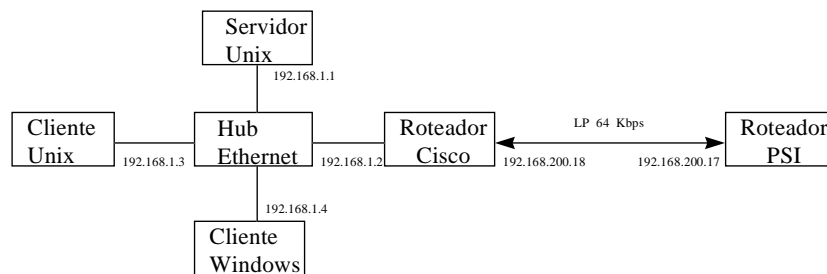 Servidor
Unix
192.168.1.1
Cliente
Unix
192.168.1.3
Hub
Ethernet
192.168.1.2
Roteador
Cisco
LP 64 Kbps
192.168.200.18
192.168.200.17
Roteador
PSI
192.168.1.4
Cliente
Windows